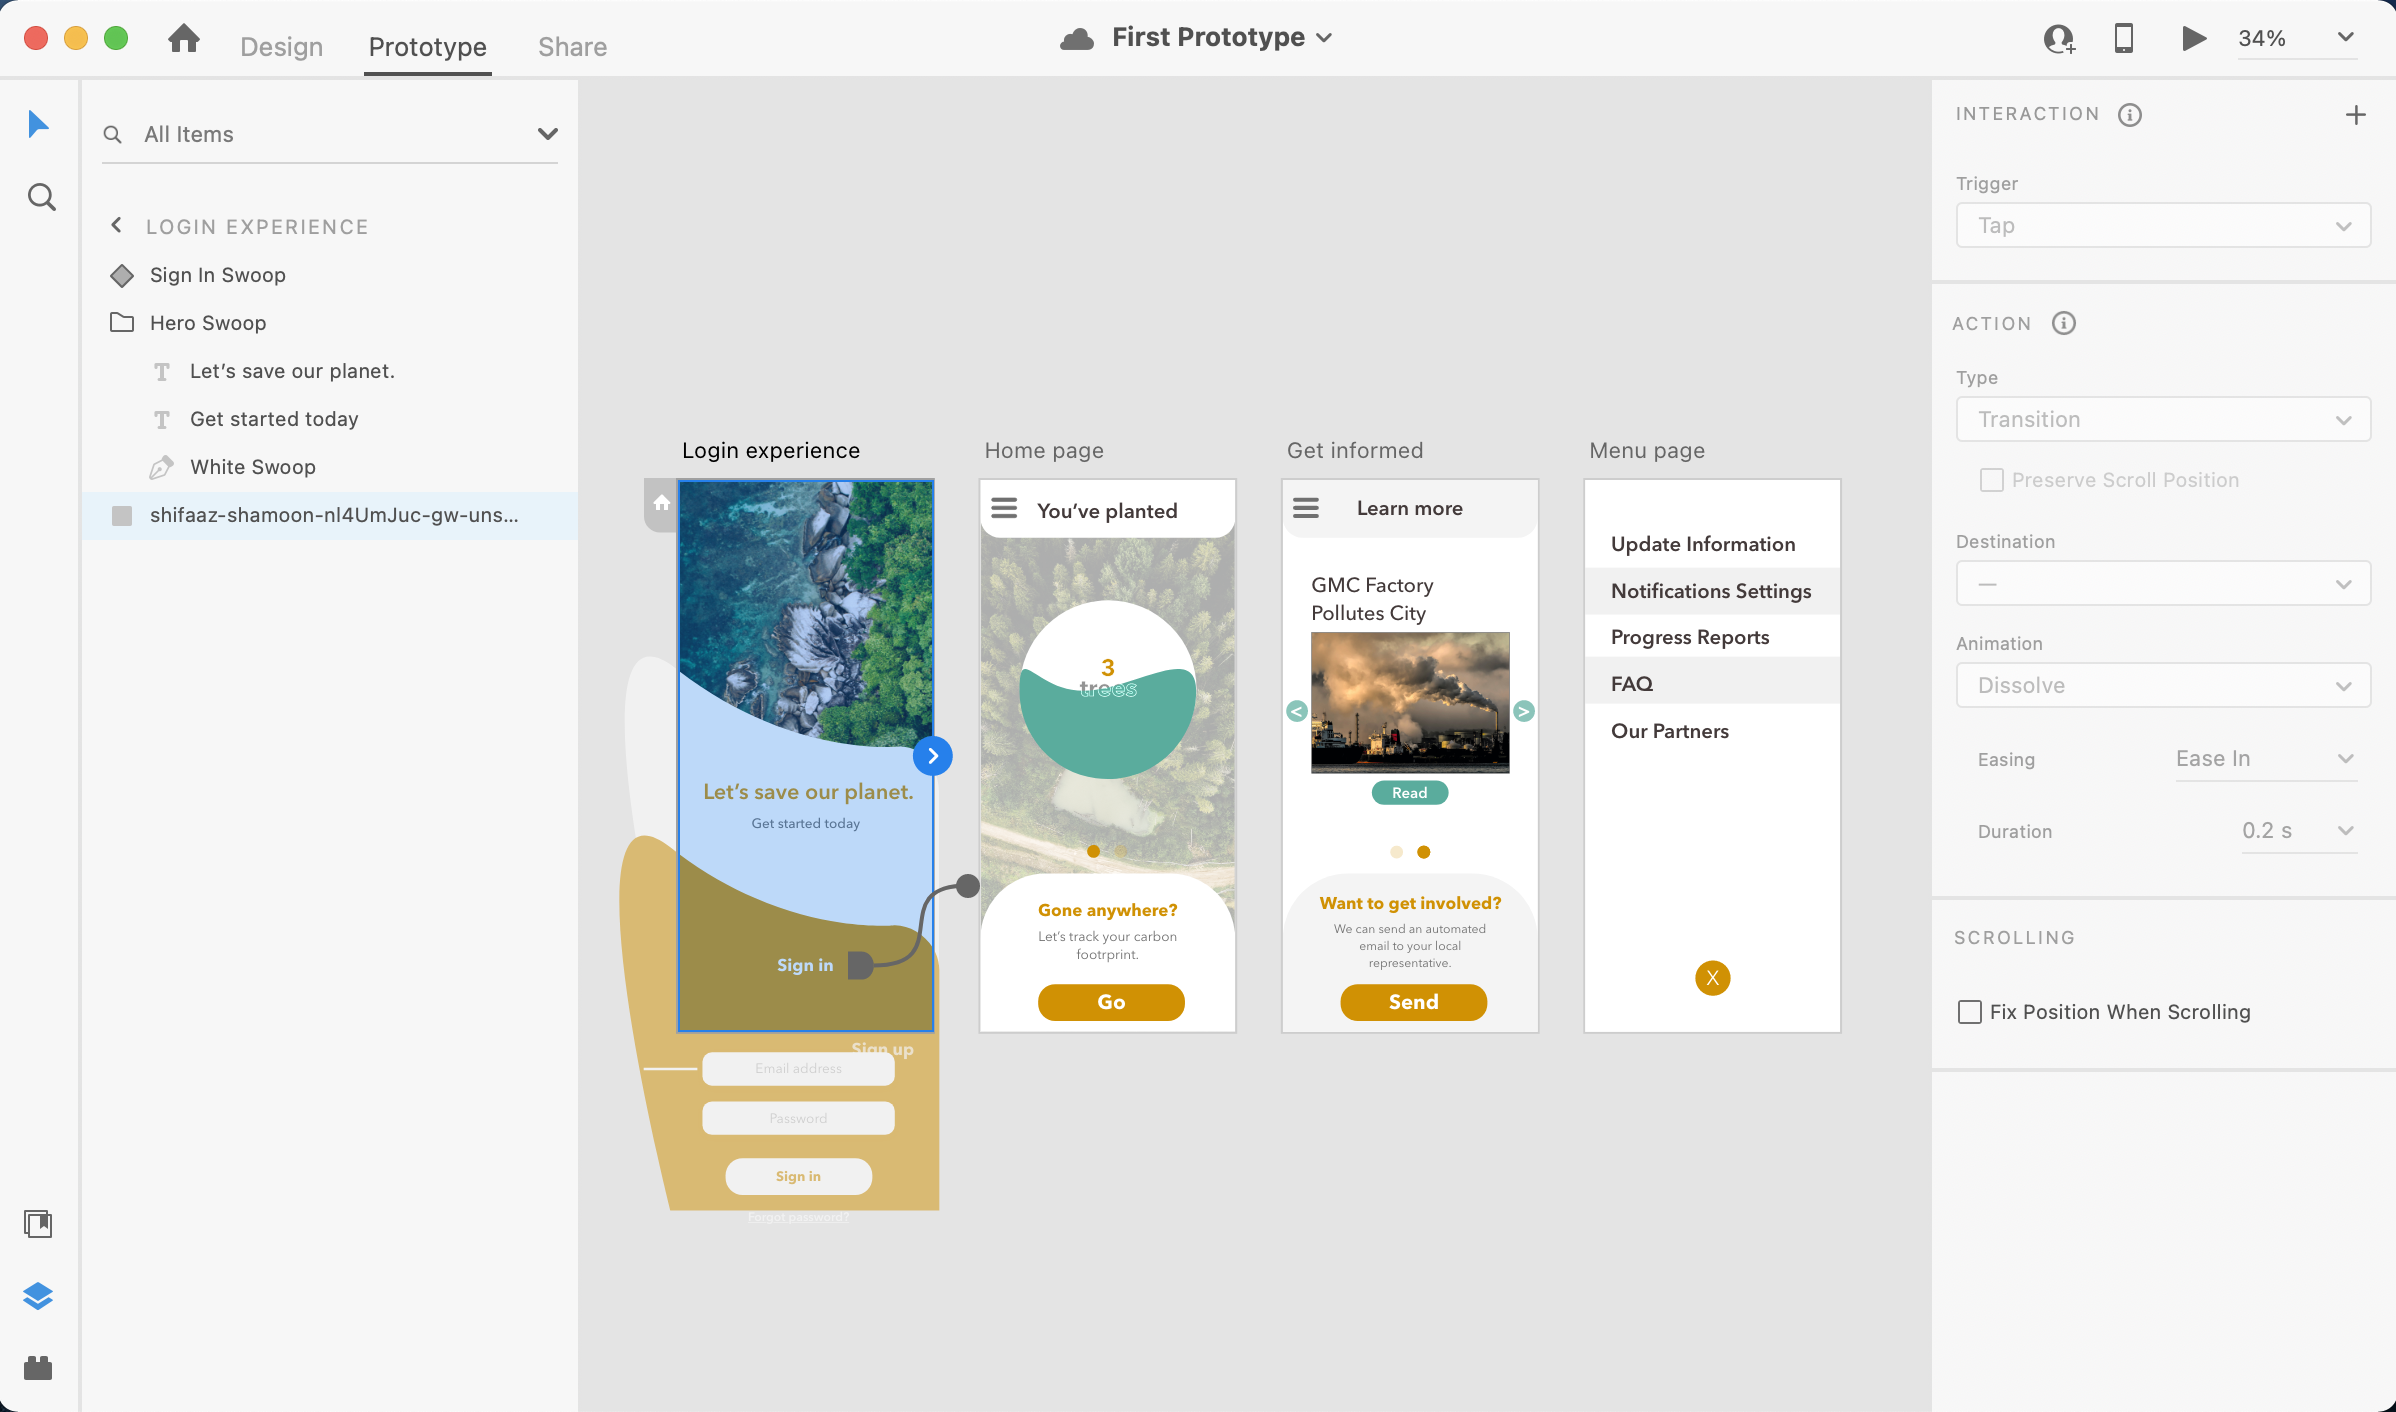 Design
Prototype
Share
First Prototype
34%
All Items
LOGIN EXPERIENCE
Sign In Swoop
Hero Swoop
Let’s save our planet.
Get started today
White Swoop
shifaaz-shamoon-nl4UmJuc-gw-uns...
Login experience
Let’s save our planet.
Get started today
Sign in
Sign up
Email address
Password
Sign in
Forgot password?
Home page
You’ve planted
3
trees
Gone anywhere?
Let’s track your carbon
footrprint.
Go
Get informed
Learn more
GMC Factory
Pollutes City
<
>
Read
Want to get involved?
We can send an automated
email to your local
representative.
Send
Menu page
Update Information
Notifications Settings
Progress Reports
FAQ
Our Partners
X
INTERACTION
Trigger
Tap
ACTION
Type
Transition
Preserve Scroll Position
Destination
—
Animation
Dissolve
Easing
Ease In
Duration
0.2 s
SCROLLING
Fix Position When Scrolling